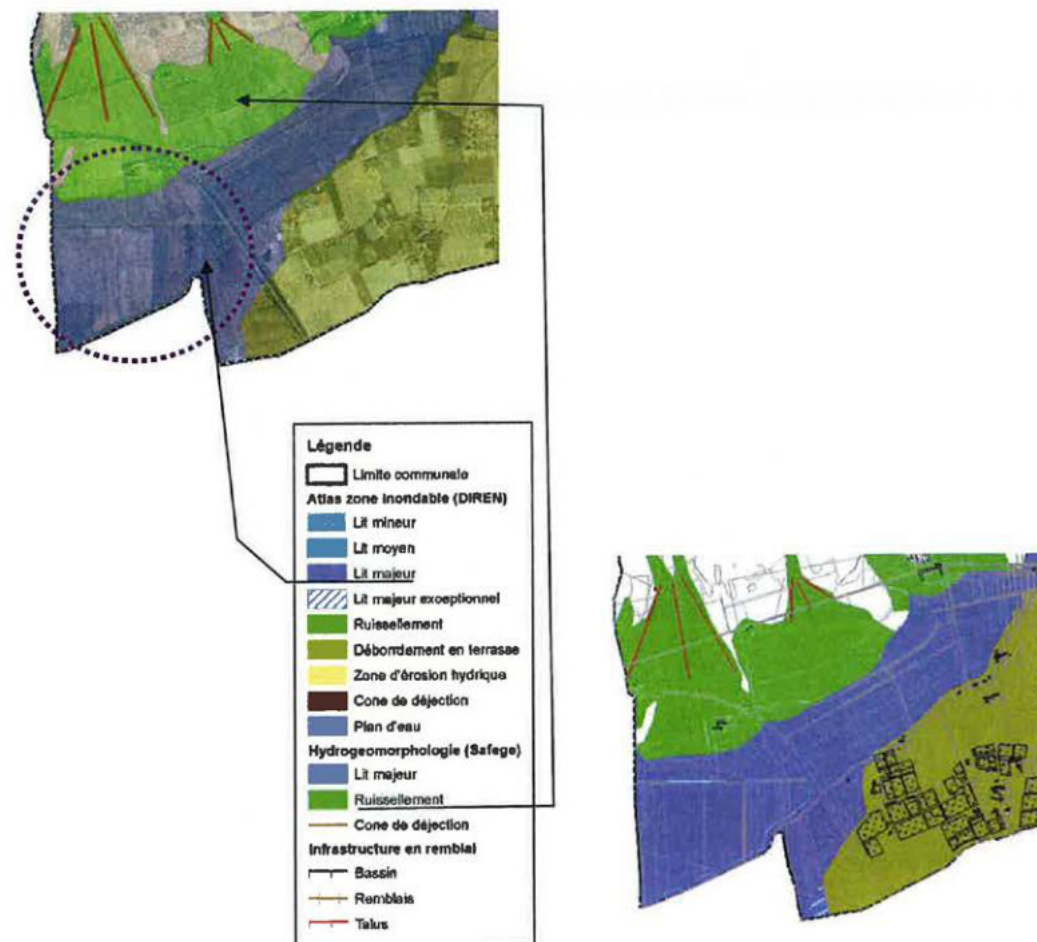 Légende
Limite communale
Atlas zone inondable (DIREN)
Lit mineur
Lit moyen
Lit majeur
Lit majeur exceptionnel
Ruissellement
Débordement en terrasse
Zone d'érosion hydrique
Cone de déjection
Plan d'eau
Hydrogeomorphologie (Safege)
Lit majeur
Ruissellement
Cone de déjection
Infrastructure en remblai
Bassin
Remblais
Talus